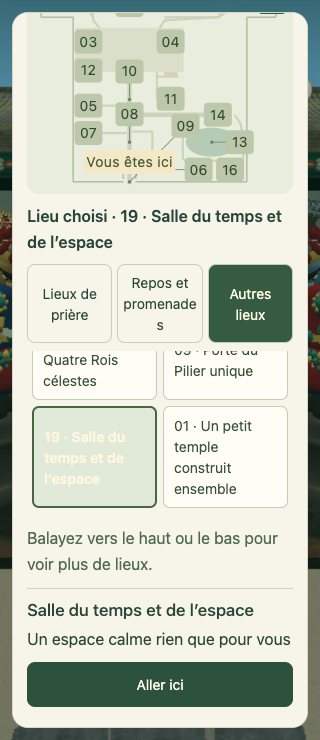 03
04
12
10
11
05
08
14
09
07
13
06
16
Vous êtes ici
Lieu choisi · 19 · Salle du temps et
de l’espace
Lieux de
prière
Repos et
promenade
s
Autres
lieux
Quatre Rois
célestes
09 · Porte du
Pilier unique
19 · Salle du
temps et de
l’espace
01 · Un petit
temple
construit
ensemble
Balayez vers le haut ou le bas pour
voir plus de lieux.
Salle du temps et de l’espace
Un espace calme rien que pour vous
Aller ici